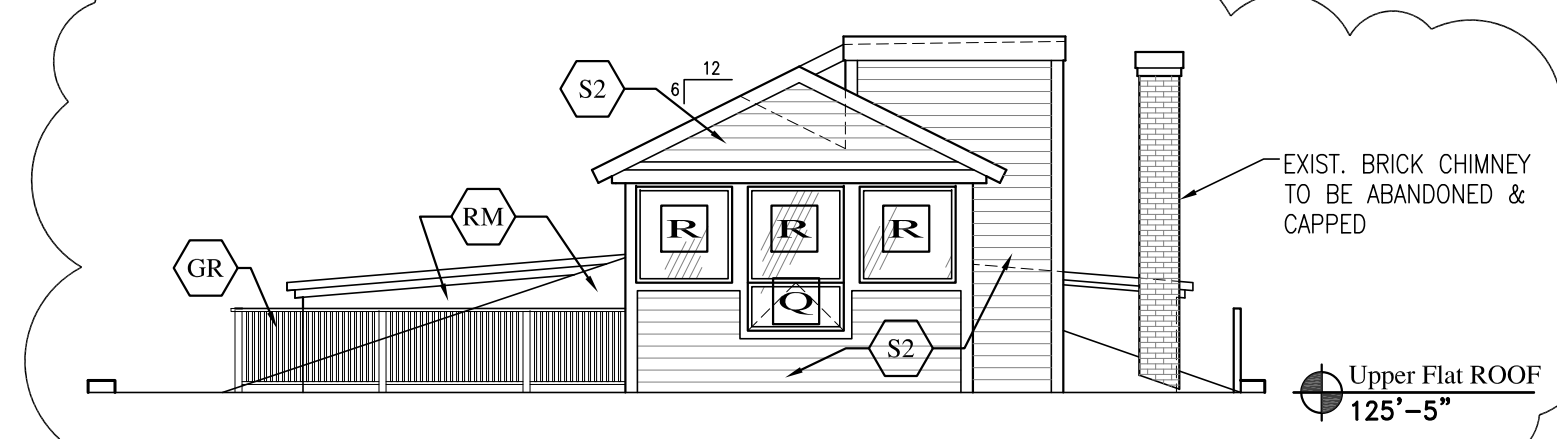 12
6
S2
EXIST. BRICK CHIMNEY
TO BE ABANDONED &
CAPPED
RM
R
R
R
GR
Q
S2
Upper Flat ROOF
125'-5"